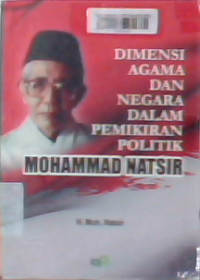 DIMENSI
AGAMA
DAN
NEGARA
DALAM
PEMIKIRAN
POLITIK
MOHAMMAD NATSIR